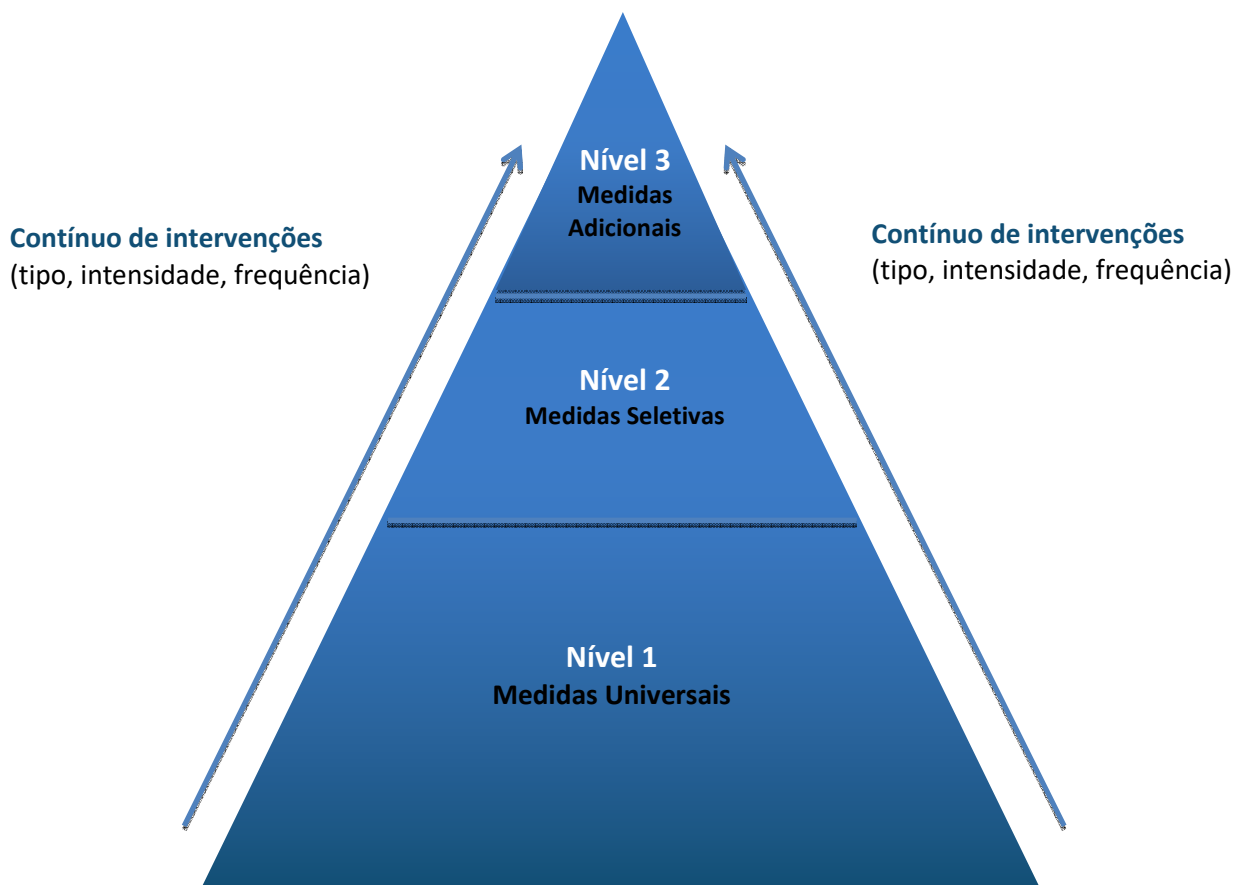 Nível 3
Medidas
Adicionais
Contínuo de intervenções
(tipo, intensidade, frequência)
Contínuo de intervenções
(tipo, intensidade, frequência)
Nível 2
Medidas Seletivas
Nível 1
Medidas Universais